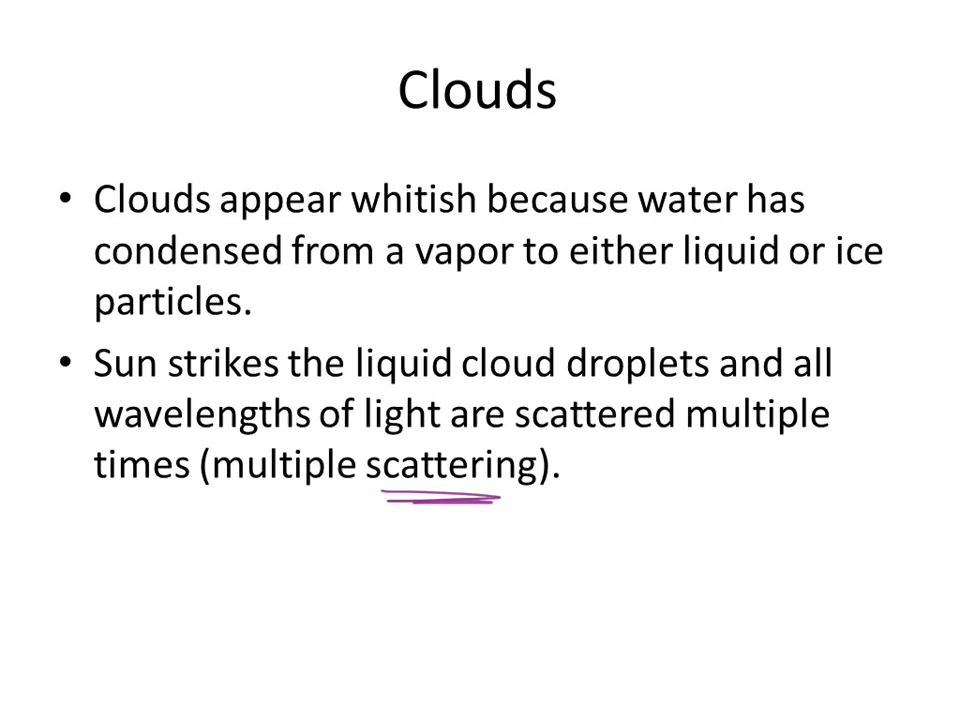 Clouds
• Clouds appear whitish because water has
condensed from a vapor to either liquid or ice
particles.
• Sun strikes the liquid cloud droplets and all
wavelengths of light are scattered multiple
times (multiple scattering).